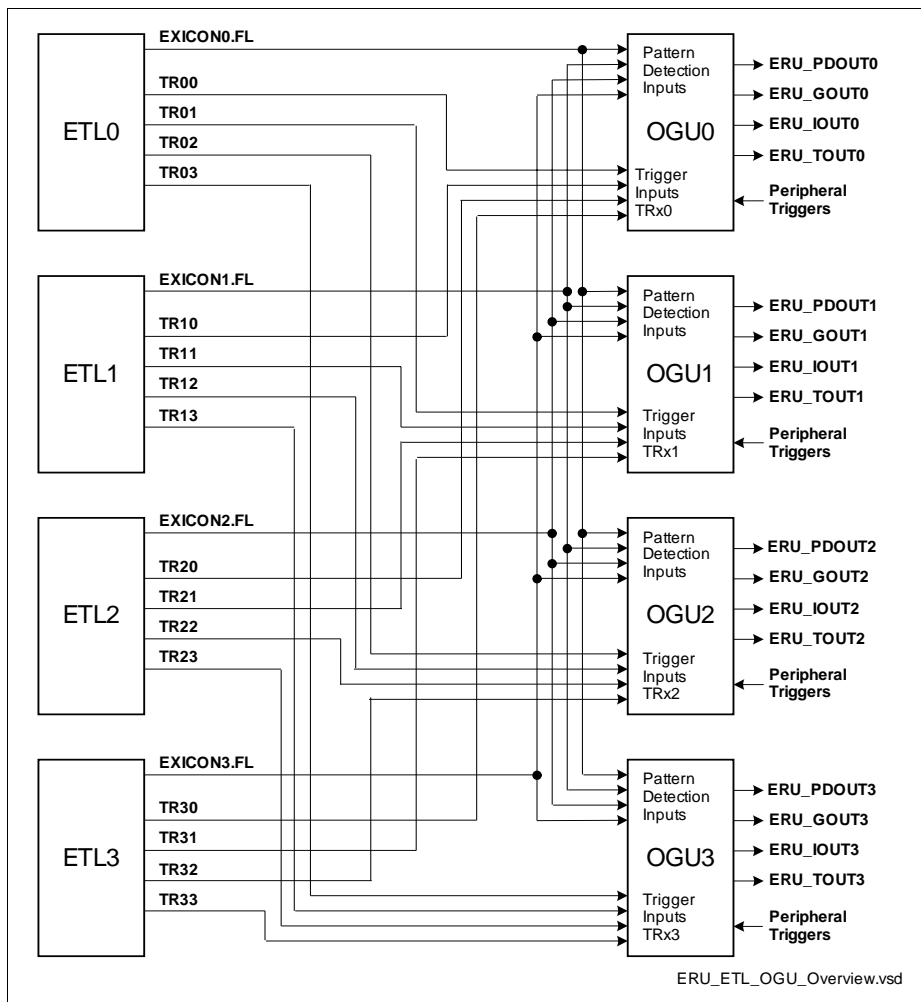 EXICON0.FL
TR00
TR01
TR02
TR03
ETL0
Pattern
Detection
Inputs
OGU0
Trigger
Inputs
TRx0
ERU_PDOUT0
ERU_GOUT0
ERU_IOUT0
ERU_TOUT0
Peripheral
Triggers
EXICON1.FL
TR10
TR11
TR12
TR13
ETL1
Pattern
Detection
Inputs
OGU1
Trigger
Inputs
TRx1
ERU_PDOUT1
ERU_GOUT1
ERU_IOUT1
ERU_TOUT1
Peripheral
Triggers
EXICON2.FL
TR20
TR21
TR22
TR23
ETL2
Pattern
Detection
Inputs
OGU2
Trigger
Inputs
TRx2
ERU_PDOUT2
ERU_GOUT2
ERU_IOUT2
ERU_TOUT2
Peripheral
Triggers
EXICON3.FL
TR30
TR31
TR32
TR33
ETL3
Pattern
Detection
Inputs
OGU3
Trigger
Inputs
TRx3
ERU_PDOUT3
ERU_GOUT3
ERU_IOUT3
ERU_TOUT3
Peripheral
Triggers
ERU_ETL_OGU_Overview.vsd